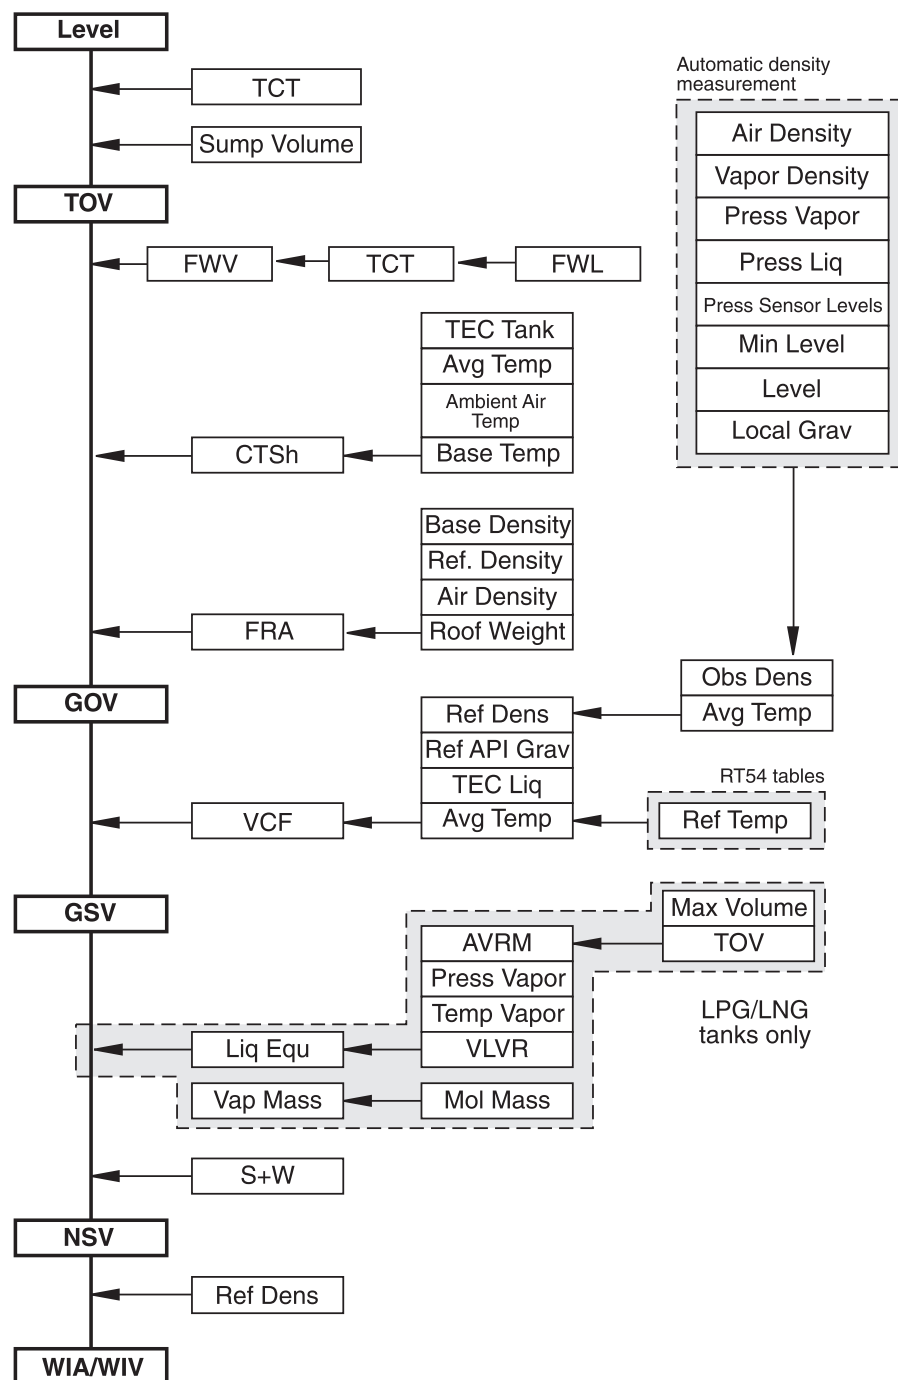 Level
TCT
Sump Volume
TOV
FWV
TCT
FWL
TEC Tank
Avg Temp
Ambient Air
Temp
Base Temp
CTSh
Automatic density
measurement
Air Density
Vapor Density
Press Vapor
Press Liq
Press Sensor Levels
Min Level
Level
Local Grav
Base Density
Ref. Density
Air Density
Roof Weight
FRA
GOV
Obs Dens
Avg Temp
Ref Dens
Ref API Grav
TEC Liq
Avg Temp
VCF
RT54 tables
Ref Temp
GSV
Max Volume
TOV
AVRM
Press Vapor
Temp Vapor
VLVR
LPG/LNG
tanks only
Liq Equ
Vap Mass
Mol Mass
S+W
NSV
Ref Dens
WIA/WIV